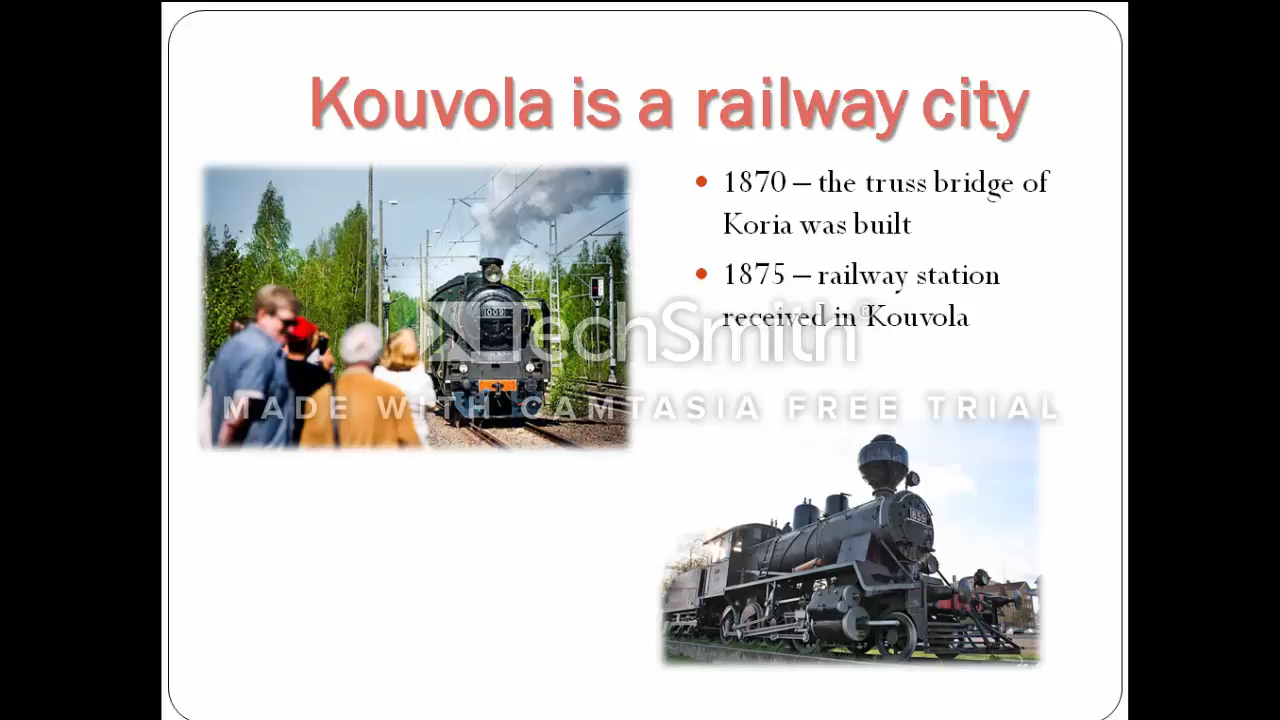 Kouvola is a railway city
• 1870 – the truss bridge of
Koria was built
• 1875 – railway station
received in Kouvola
1009
TechSmith®
MADE WITH CAMTASIA FREE TRIAL